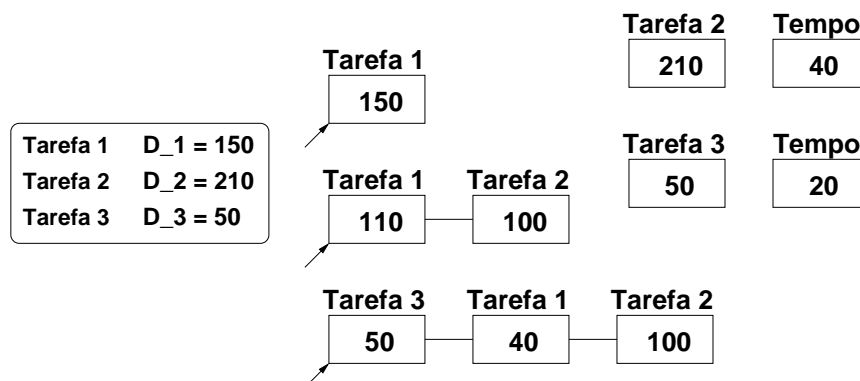 Tarefa 1 D_1 = 150
Tarefa 2 D_2 = 210
Tarefa 3 D_3 = 50
Tarefa 1
150
Tarefa 2 Tempo
210 40
Tarefa 1 Tarefa 2
110 100
Tarefa 3 Tempo
50 20
Tarefa 3 Tarefa 1 Tarefa 2
50 40 100